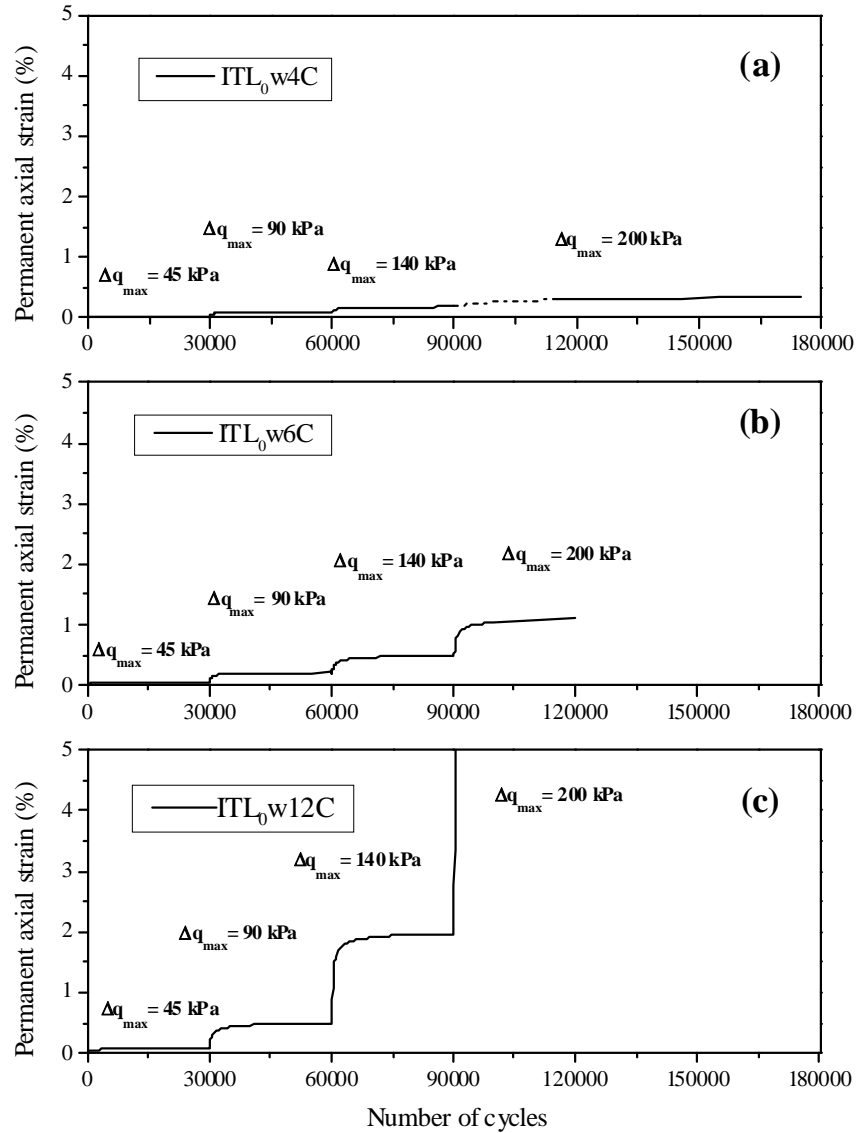 5
(a)
ITL0w4C
4
3
2
Δqmax= 90 kPa
Δqmax= 140 kPa
Δqmax= 200 kPa
1
Δqmax= 45 kPa
0
0 30000 60000 90000 120000 150000 180000
Permanent axial strain (%)
5
(b)
ITL0w6C
4
3
2
Δqmax= 140 kPa
Δqmax= 200 kPa
Δqmax= 90 kPa
1
Δqmax= 45 kPa
0
0 30000 60000 90000 120000 150000 180000
Permanent axial strain (%)
5
(c)
ITL0w12C
Δqmax= 200 kPa
4
Δqmax= 140 kPa
3
2
Δqmax= 90 kPa
1
Δqmax= 45 kPa
0
0 30000 60000 90000 120000 150000 180000
Permanent axial strain (%)
Number of cycles